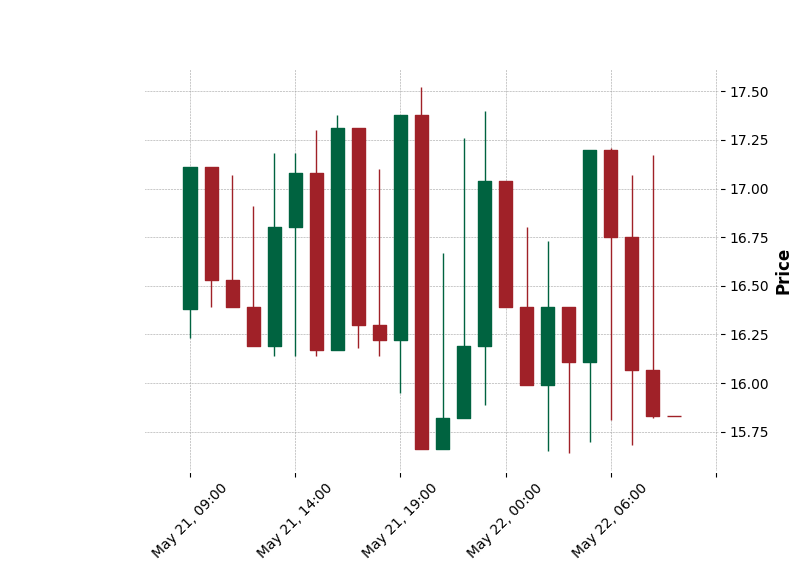 17.50
17.25
17.00
16.75
16.50
16.25
16.00
15.75
Price
May 21, 09:00
May 21, 14:00
May 21, 19:00
May 22, 00:00
May 22, 06:00